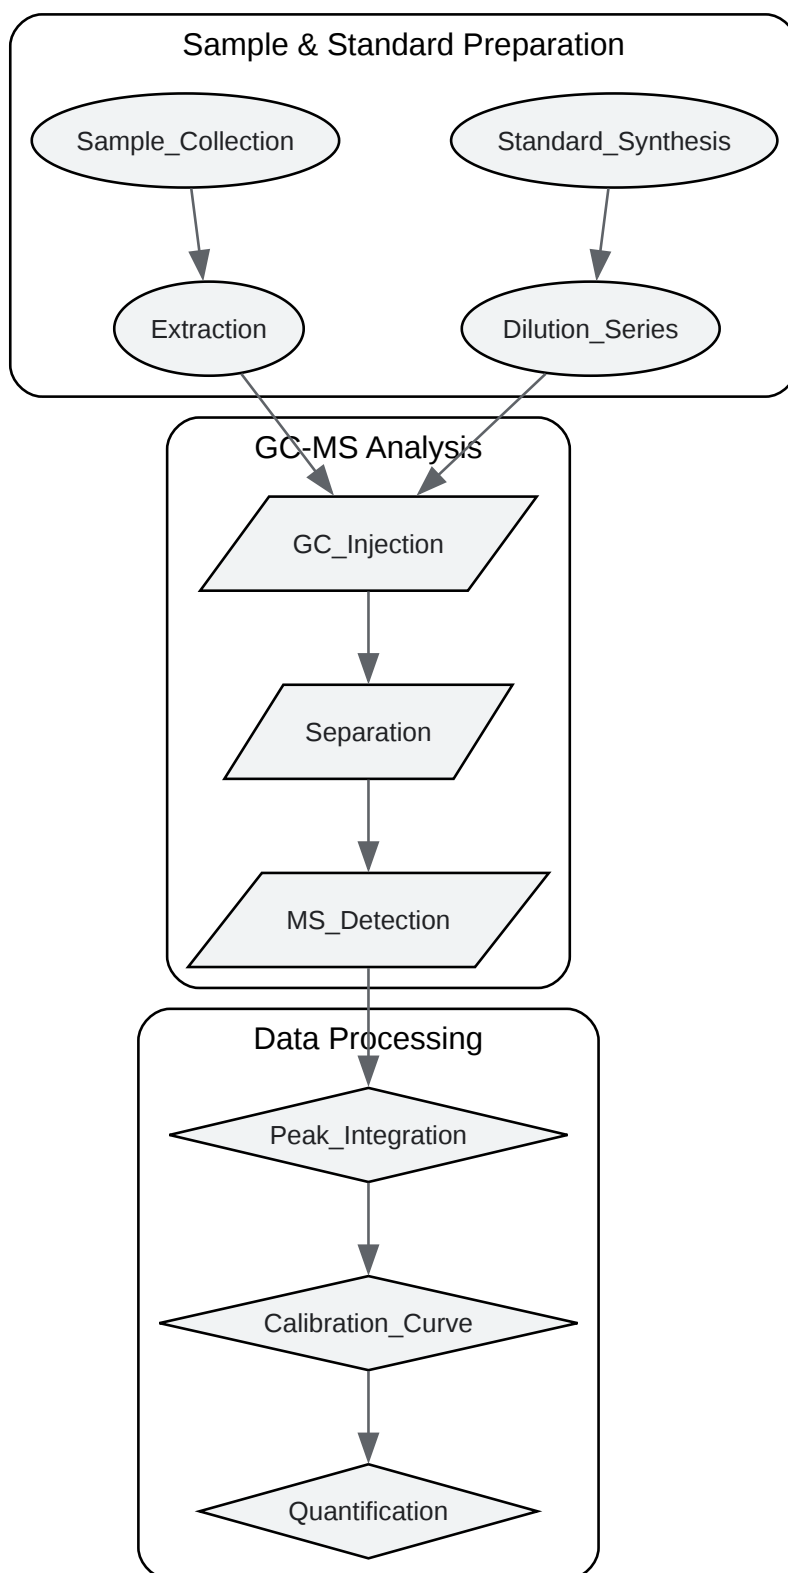 Sample & Standard Preparation
Sample_Collection
Standard_Synthesis
Extraction
Dilution_Series
GC-MS Analysis
GC_Injection
Separation
MS_Detection
Data Processing
Peak_Integration
Calibration_Curve
Quantification